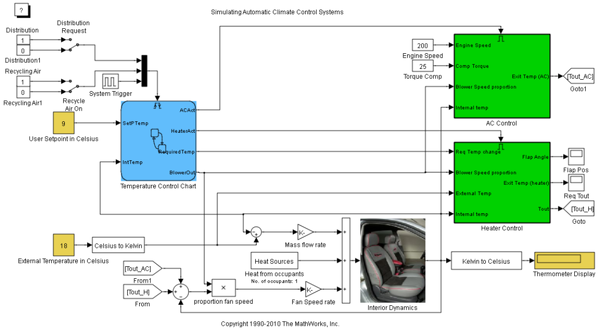 ?
Simulating Automatic Climate Control Systems
Distribution
Distribution
Request
1
0
Distribution1
Recycling Air
1
0
Recycling Air1
Recycle
Air On
System Trigger
9
User Setpoint in Celsius
SetPTemp
IntTemp
ACAct
HeaterAct
RequiredTemp
BlowerOut
Temperature Control Chart
200
Engine Speed
25
Torque Comp
Engine Speed
Comp Torque
Blower Speed proportion
Internal temp
Exit Temp (AC)
AC Control
[Tout_AC]
Goto1
Req Temp change
Blower Speed proportion
External Temp
Internal temp
Flap Angle
Exit Temp (heater)
Tout
Heater Control
Flap Pos
Req Tout
[Tout_H]
Goto
18
External Temperature in Celsius
Celsius to Kelvin
K-
Mass flow rate
Heat Sources
Heat from occupants
No. of occupants: 1
[Tout_AC]
From1
[Tout_H]
From
×
proportion fan speed
K-
Fan Speed rate
Interior Dynamics
Kelvin to Celsius
Thermometer Display
Copyright 1990-2010 The MathWorks, Inc.